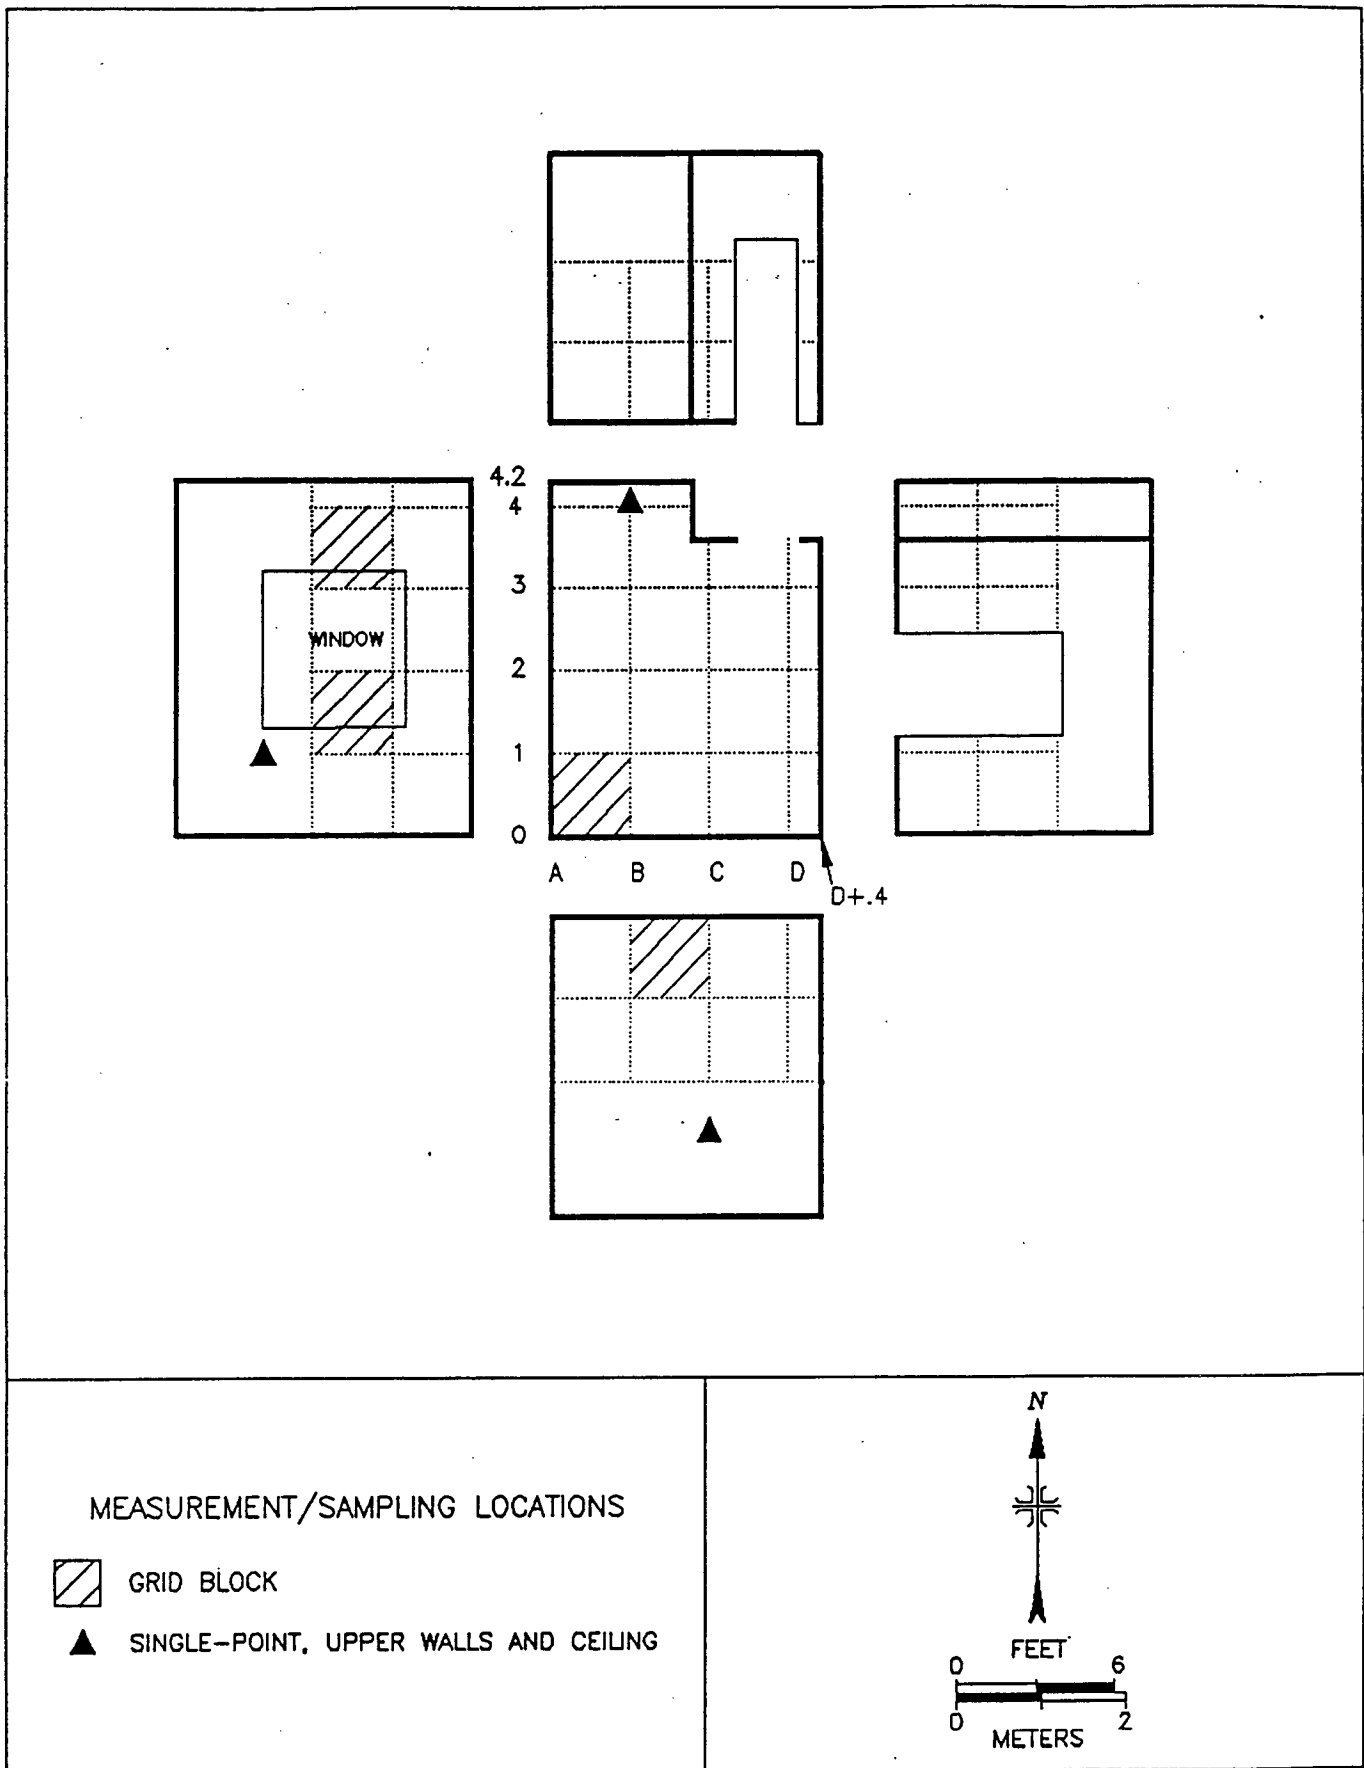 4.2
4
3
WINDOW
2
1
0
A B C D
D+.4
MEASUREMENT/SAMPLING LOCATIONS
GRID BLOCK
SINGLE-POINT, UPPER WALLS AND CEILING
N
FEET
0 6
0 2
METERS